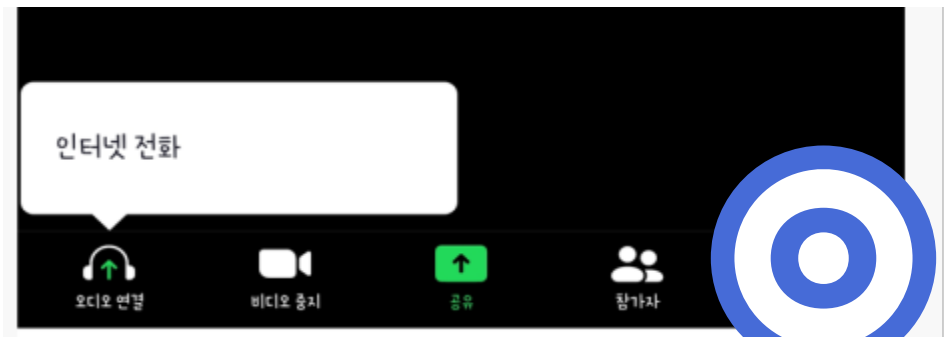 인터넷 전화
오디오 연결
비디오 중지
공유
참가자